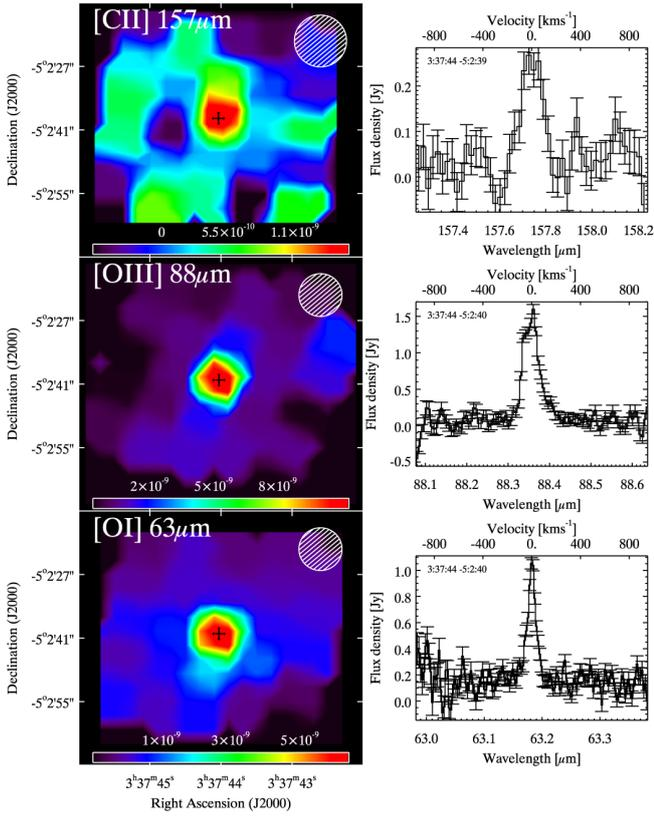 [CII] 157μm
-5°2'27"
-5°2'41"
-5°2'55"
Declination (J2000)
0 5.5×10⁻¹⁰ 1.1×10⁻⁹
Velocity [kms⁻¹]
-800 -400 0 400 800
3:37:44 -5:2:39
0.2
0.1
0.0
Flux density [Jy]
157.4 157.6 157.8 158.0 158.2
Wavelength [μm]
[OIII] 88μm
-5°2'27"
-5°2'41"
-5°2'55"
Declination (J2000)
2×10⁻⁹ 5×10⁻⁹ 8×10⁻⁹
Velocity [kms⁻¹]
-800 -400 0 400 800
3:37:44 -5:2:40
1.5
1.0
0.5
0.0
-0.5
Flux density [Jy]
88.1 88.2 88.3 88.4 88.5 88.6
Wavelength [μm]
[OI] 63μm
-5°2'27"
-5°2'41"
-5°2'55"
Declination (J2000)
1×10⁻⁹ 3×10⁻⁹ 5×10⁻⁹
3ʰ37ᵐ45ˢ 3ʰ37ᵐ44ˢ 3ʰ37ᵐ43ˢ
Right Ascension (J2000)
Velocity [kms⁻¹]
-800 -400 0 400 800
3:37:44 -5:2:40
1.0
0.8
0.6
0.4
0.2
0.0
Flux density [Jy]
63.0 63.1 63.2 63.3
Wavelength [μm]